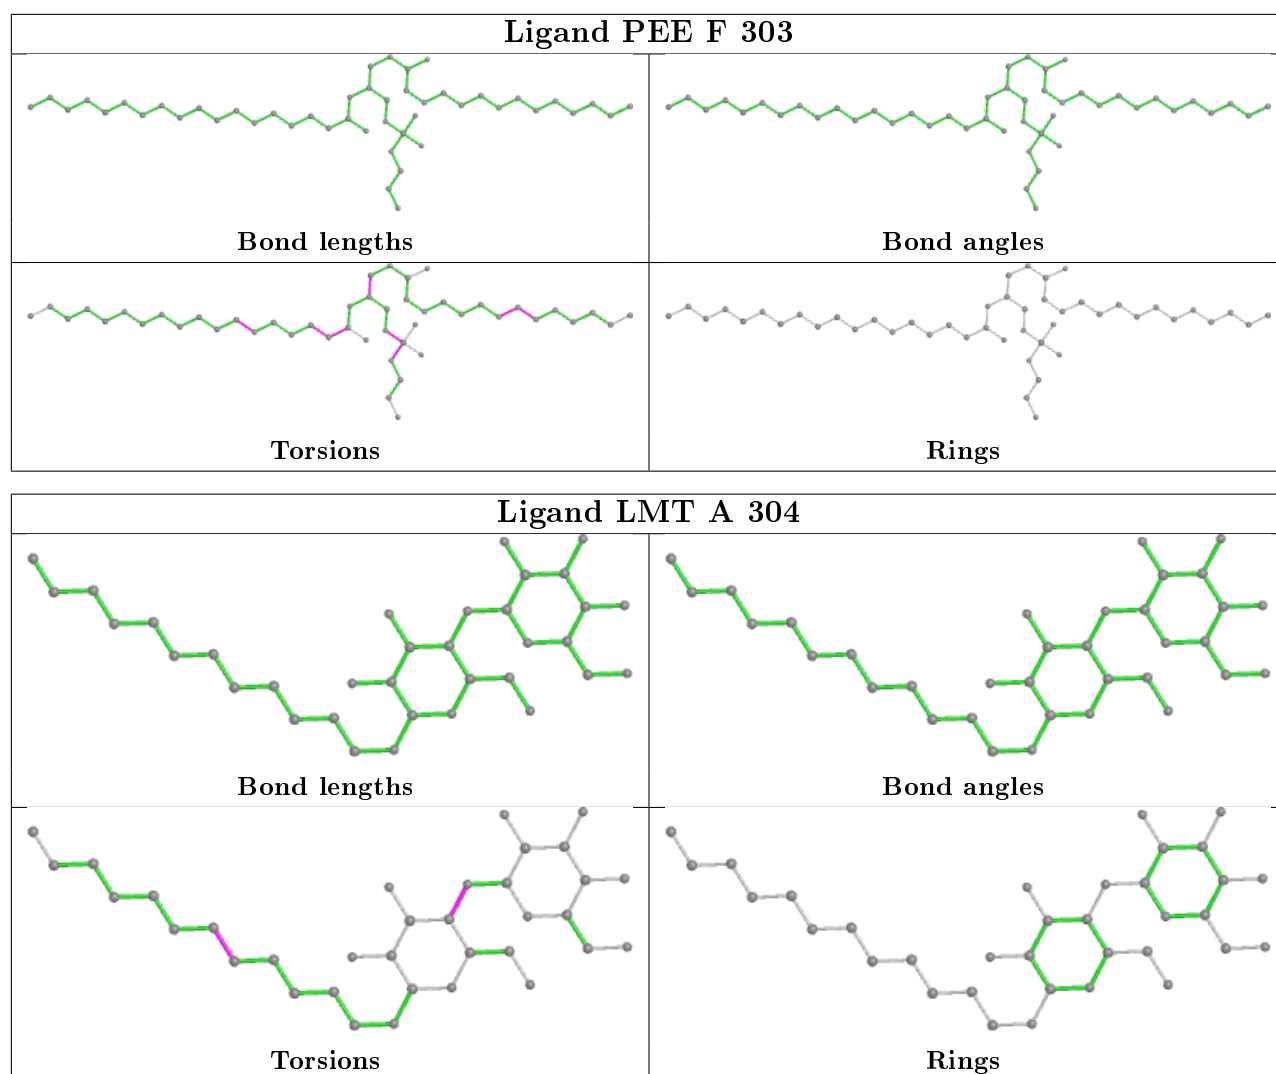 Ligand PEE F 303
Bond lengths
Bond angles
Torsions
Rings
Ligand LMT A 304
Bond lengths
Bond angles
Torsions
Rings